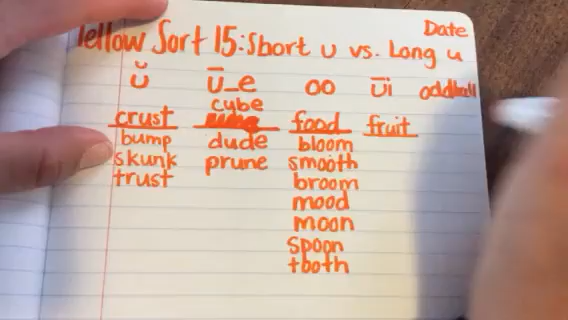 Yellow Sort 15: Short u vs. Long u
Date
ŭ ū_e oo ūi oddball
crust cube food fruit
bump dude bloom
skunk prune smooth
trust broom
mood
moon
spoon
tooth